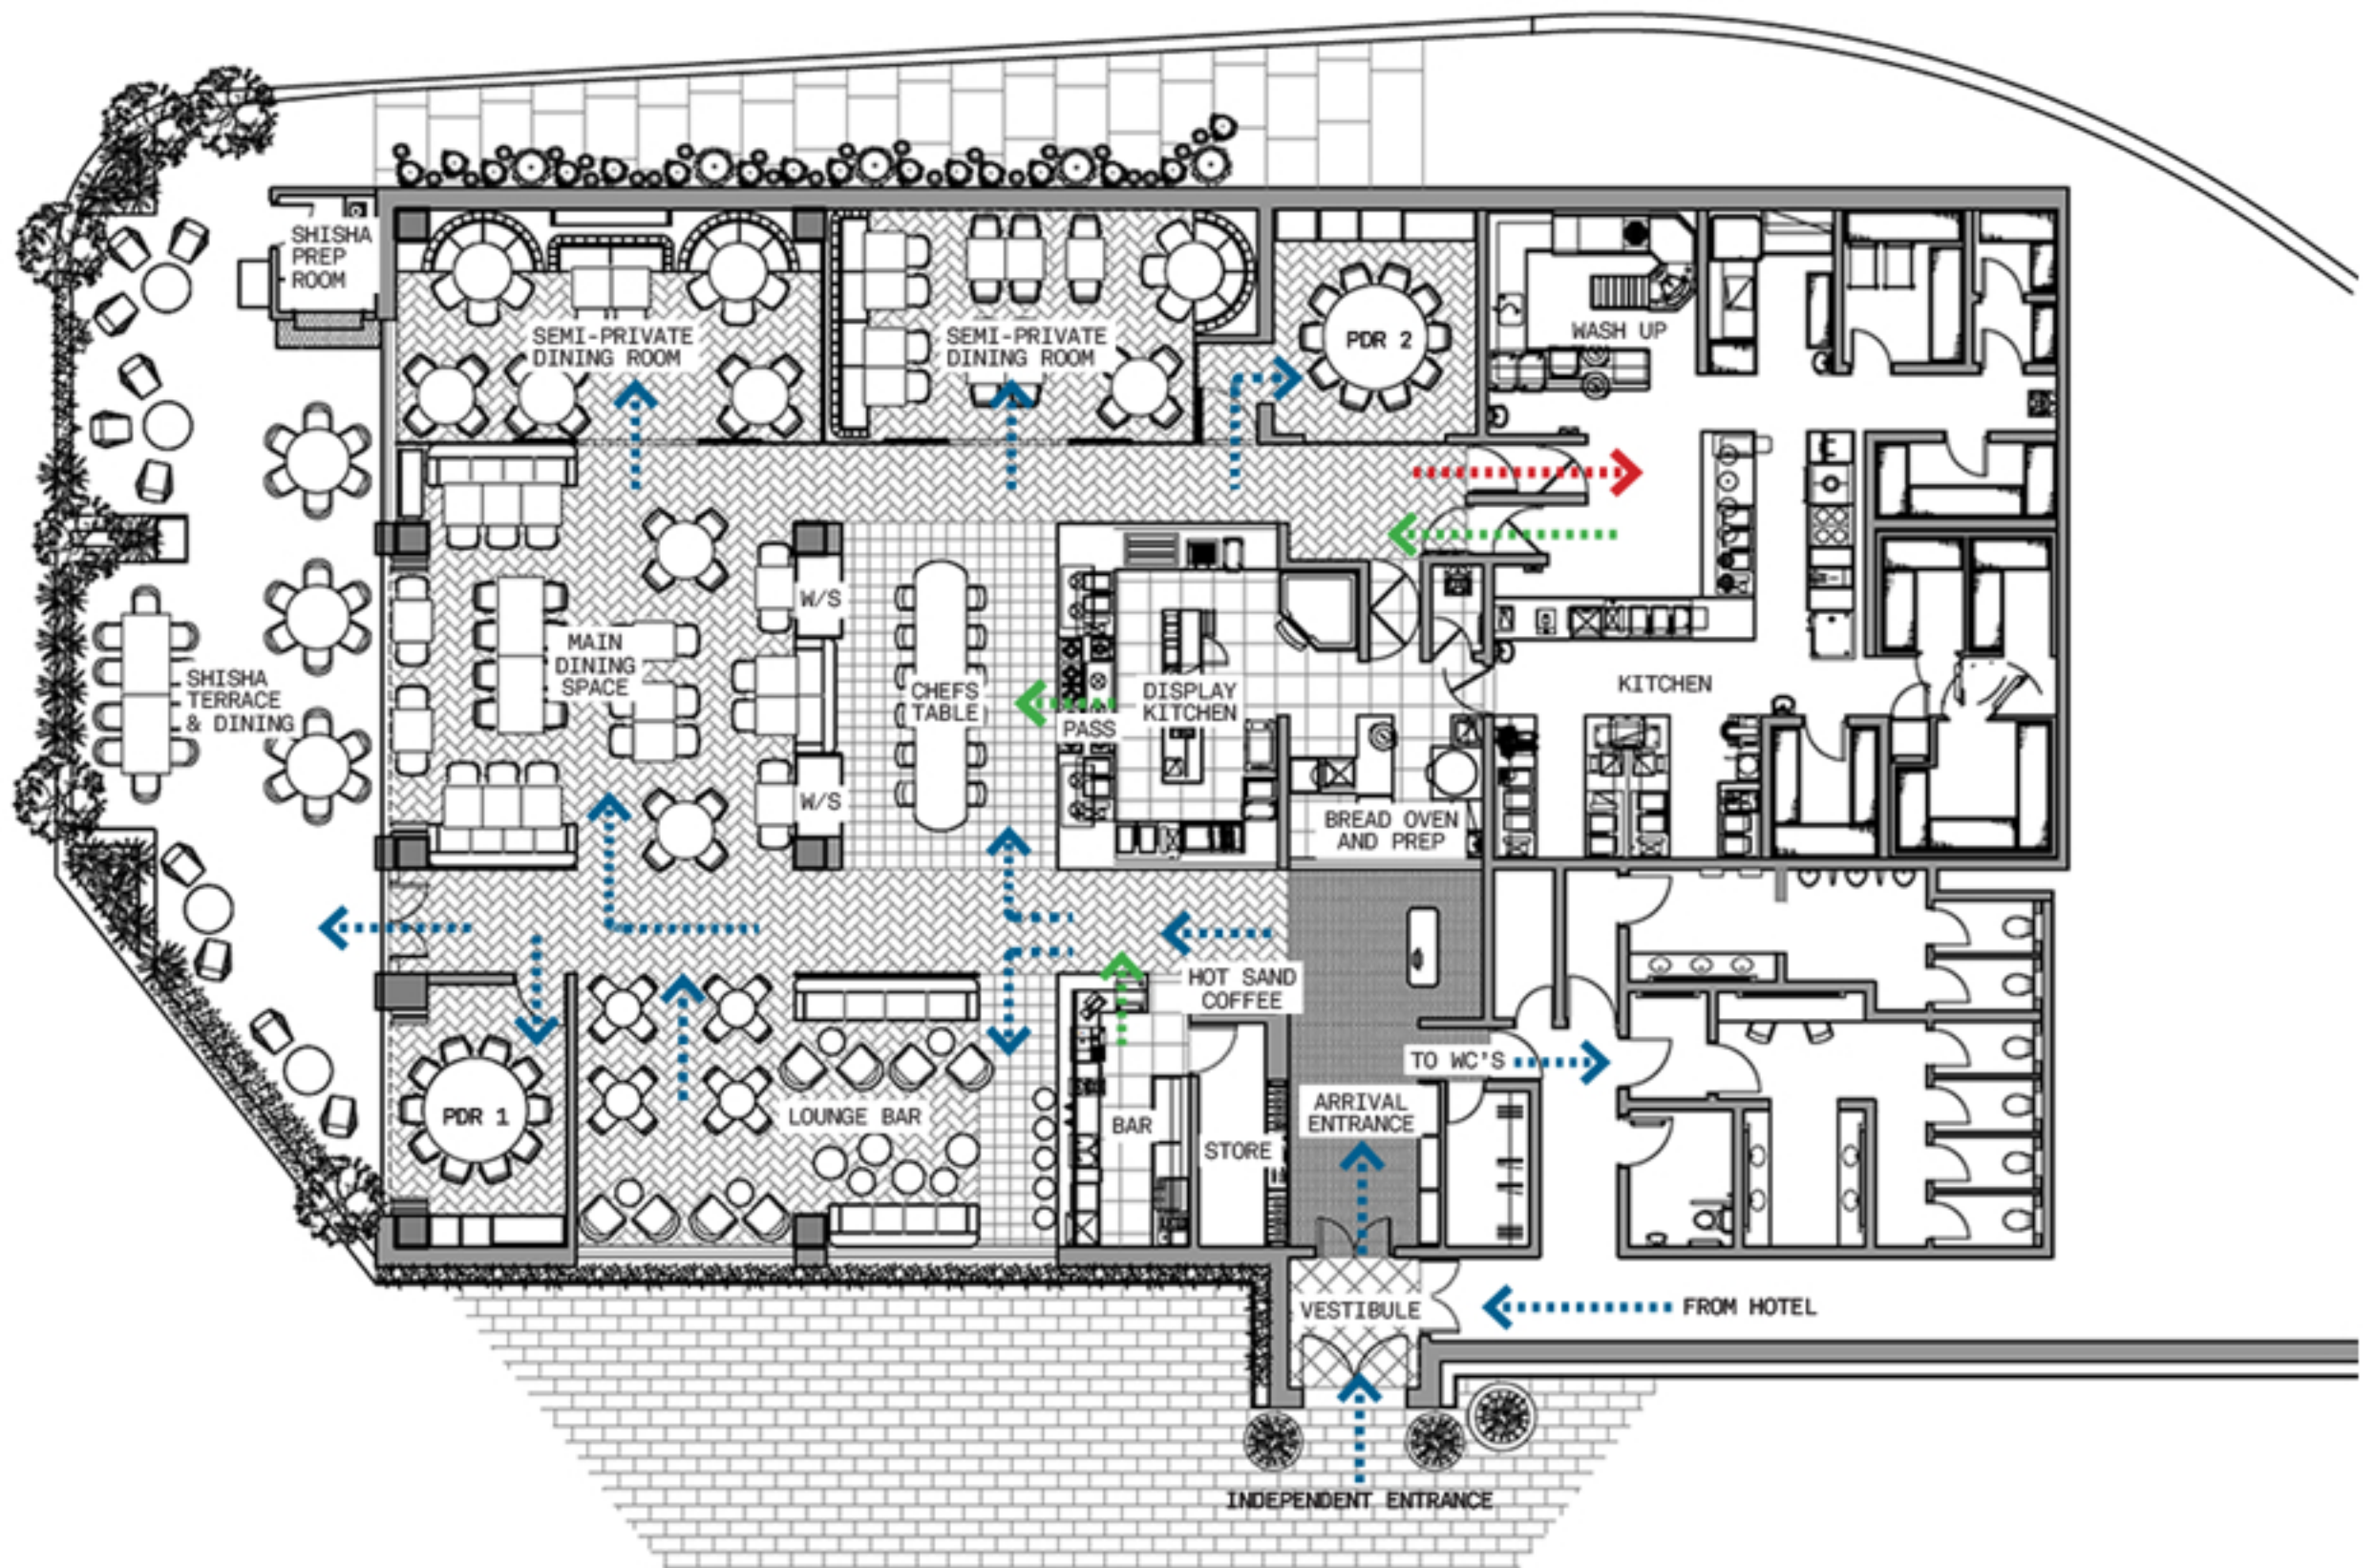 SHISHA
PREP
ROOM
SEMI-PRIVATE
DINING ROOM
SEMI-PRIVATE
DINING ROOM
PDR 2
WASH UP
W/S
MAIN
DINING
SPACE
SHISHA
TERRACE
& DINING
CHEFS
TABLE
PASS
DISPLAY
KITCHEN
KITCHEN
W/S
BREAD OVEN
AND PREP
HOT SAND
COFFEE
TO WC'S
PDR 1
LOUNGE BAR
BAR
STORE
ARRIVAL
ENTRANCE
VESTIBULE
FROM HOTEL
INDEPENDENT ENTRANCE